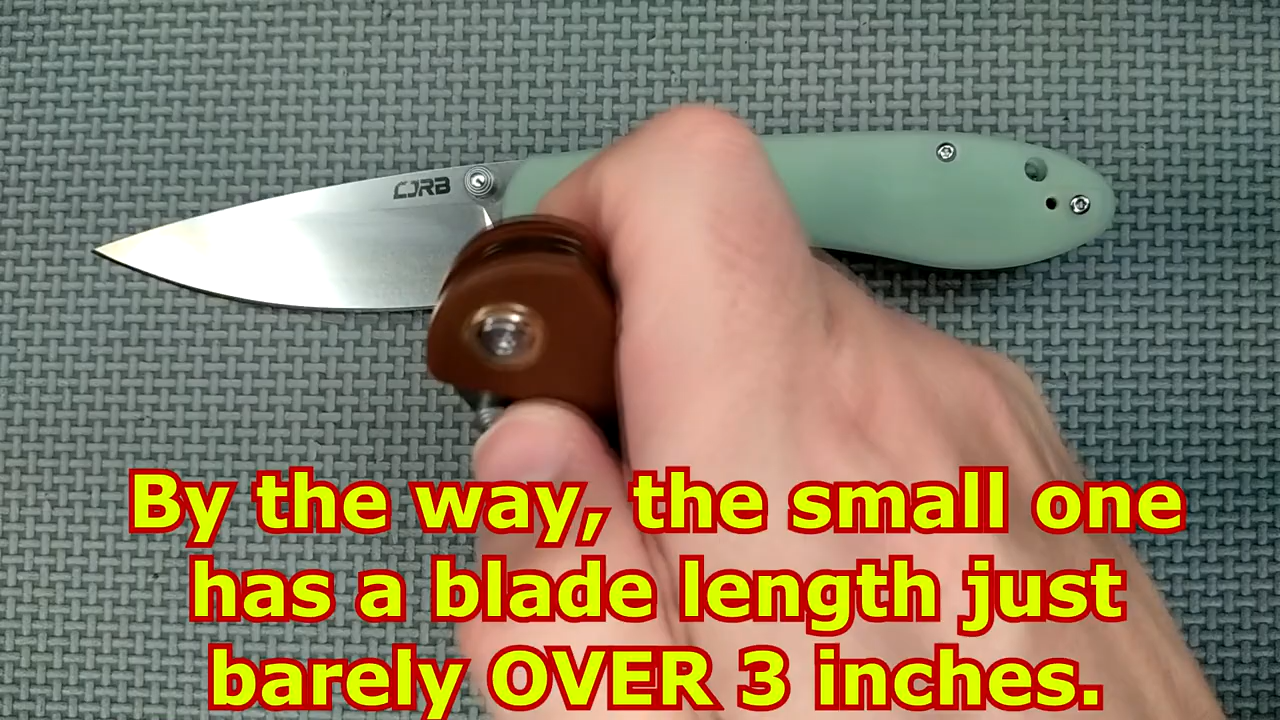 CJRB
By the way, the small one
has a blade length just
barely OVER 3 inches.